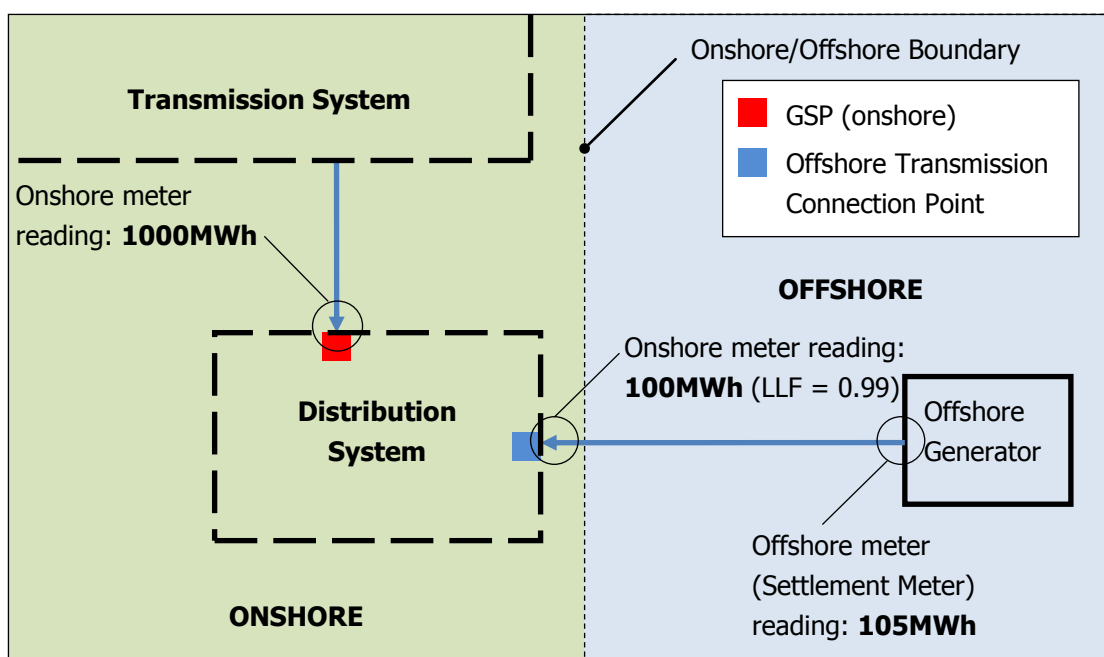 Transmission System
Onshore meter
reading: 1000MWh
Distribution
System
ONSHORE
Onshore/Offshore Boundary
GSP (onshore)
Offshore Transmission
Connection Point
OFFSHORE
Onshore meter reading:
100MWh (LLF = 0.99)
Offshore
Generator
Offshore meter
(Settlement Meter)
reading: 105MWh